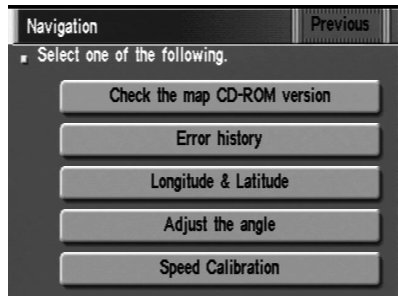 Navigation
Previous
Select one of the following.
Check the map CD-ROM version
Error history
Longitude & Latitude
Adjust the angle
Speed Calibration